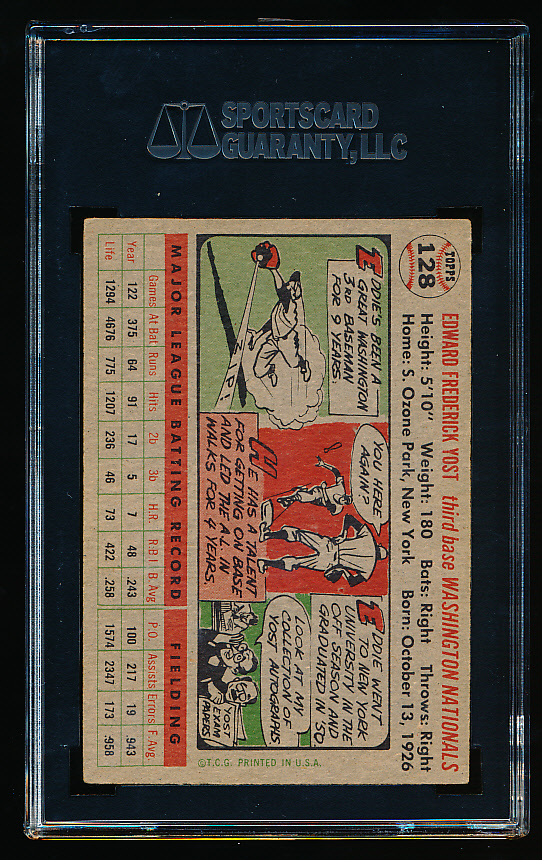 SPORTSCARD
GUARANTY, LLC
TOPPS
128
EDWARD FREDERICK YOST third base WASHINGTON NATIONALS
Height: 5'10" Weight: 180 Bats: Right Throws: Right
Home: S. Ozone Park, New York Born: October 13, 1926
EDDIE'S BEEN A
GREAT WASHINGTON
3RD BASEMAN
FOR 9 YEARS.
ZIP
YOU HERE
AGAIN?
HE HAS A TALENT
FOR GETTING ON BASE
AND LED THE A.L. IN
WALKS FOR 4 YEARS.
EDDIE WENT
TO NEW YORK
UNIVERSITY IN THE
OFF SEASON AND
GRADUATED IN '50.
LOOK AT MY
COLLECTION OF
YOST AUTOGRAPHS
YOST
EXAM
PAPERS
MAJOR LEAGUE BATTING RECORD FIELDING
Games At Bat Runs Hits 2b 3b H.R. R.B.I. B. Avg. P.O. Assists Errors F. Avg.
Year 122 375 64 91 17 5 7 48 .243 100 217 19 .943
Life 1294 4676 775 1207 236 46 73 422 .258 1574 2347 173 .958
©T.C.G. PRINTED IN U.S.A.